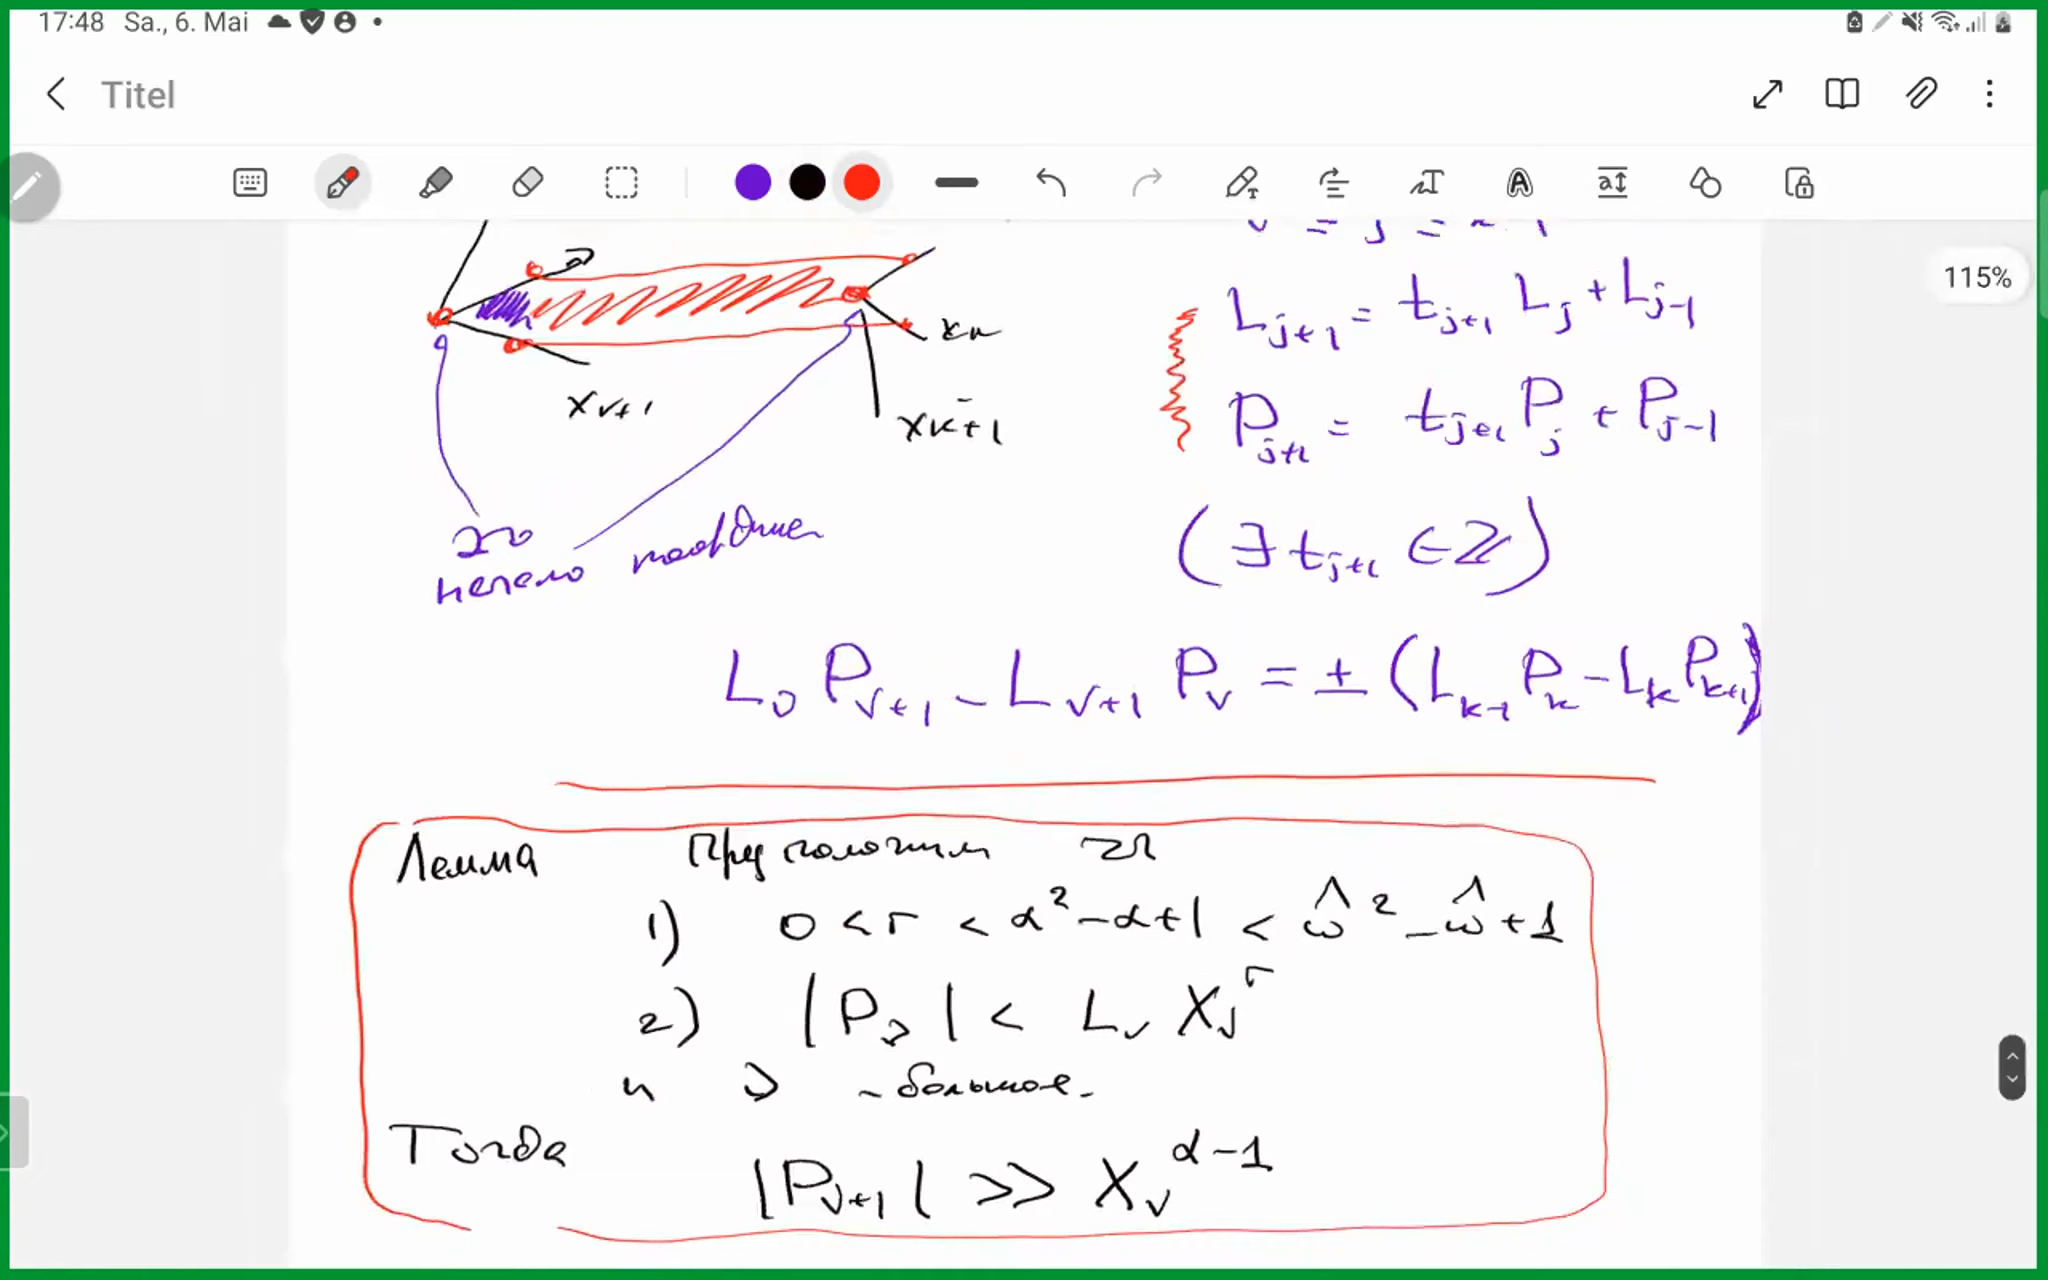 17:48 Sa., 6. Mai
Titel
115%
L_{j+1} = t_{j+1} L_j + L_{j-1}
P_{j+1} = t_{j+1} P_j + P_{j-1}
(∃ t_{j+1} ∈ ℤ)
x_{ν+1}
x_k
x_{k+1}
это
L_ν P_{ν+1} - L_{ν+1} P_ν = ± (L_{k+1} P_k - L_k P_{k+1})
Лемма Предположим что
1) 0 < r < α² - α + 1 < ω̂² - ω̂ + 1
2) |P_ν| < L_ν X_ν^r
и ν - большое.
Тогда
|P_{ν+1}| >> X_ν^{α-1}